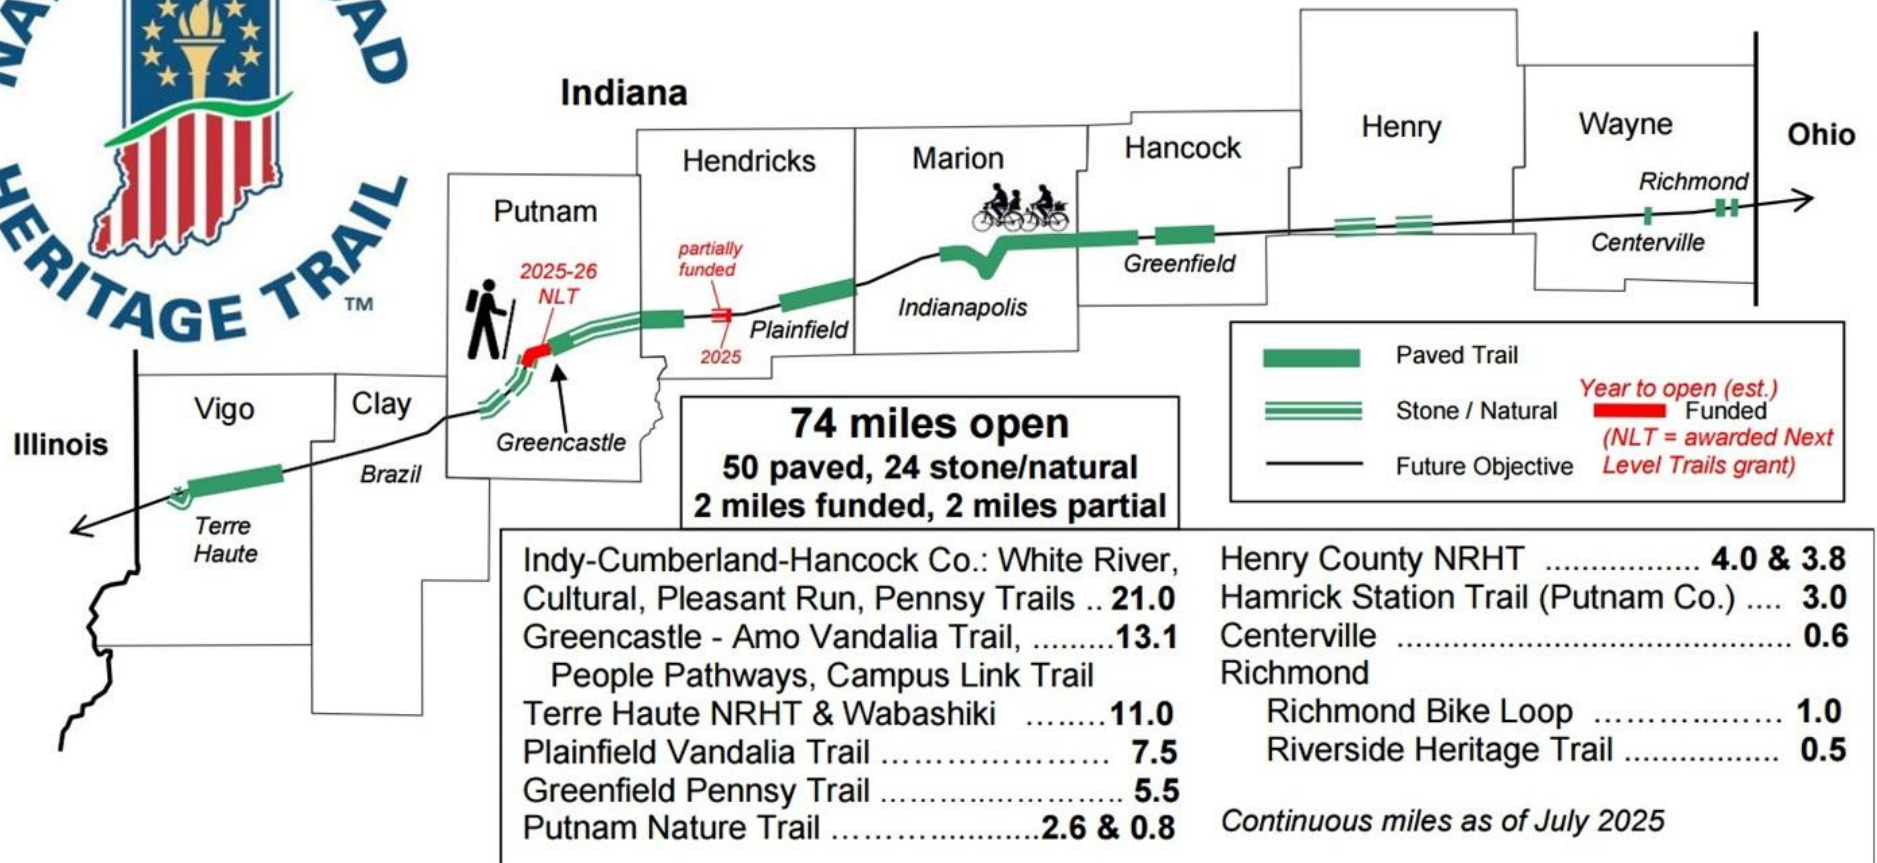 NA
OAD
HERITAGE TRAIL
TM
Indiana
Illinois
Ohio
Vigo
Clay
Putnam
Hendricks
Marion
Hancock
Henry
Wayne
Terre
Haute
Brazil
Greencastle
2025-26
NLT
partially
funded
2025
Plainfield
Indianapolis
Greenfield
Centerville
Richmond
Paved Trail
Stone / Natural
Future Objective
Year to open (est.)
Funded
(NLT = awarded Next
Level Trails grant)
74 miles open
50 paved, 24 stone/natural
2 miles funded, 2 miles partial
Indy-Cumberland-Hancock Co.: White River,
Cultural, Pleasant Run, Pennsy Trails .. 21.0
Greencastle - Amo Vandalia Trail, .........13.1
People Pathways, Campus Link Trail
Terre Haute NRHT & Wabashiki ........11.0
Plainfield Vandalia Trail ........................ 7.5
Greenfield Pennsy Trail ......................... 5.5
Putnam Nature Trail ......................2.6 & 0.8
Henry County NRHT ................. 4.0 & 3.8
Hamrick Station Trail (Putnam Co.) .... 3.0
Centerville .......................................... 0.6
Richmond
Richmond Bike Loop ..................... 1.0
Riverside Heritage Trail ................. 0.5
Continuous miles as of July 2025